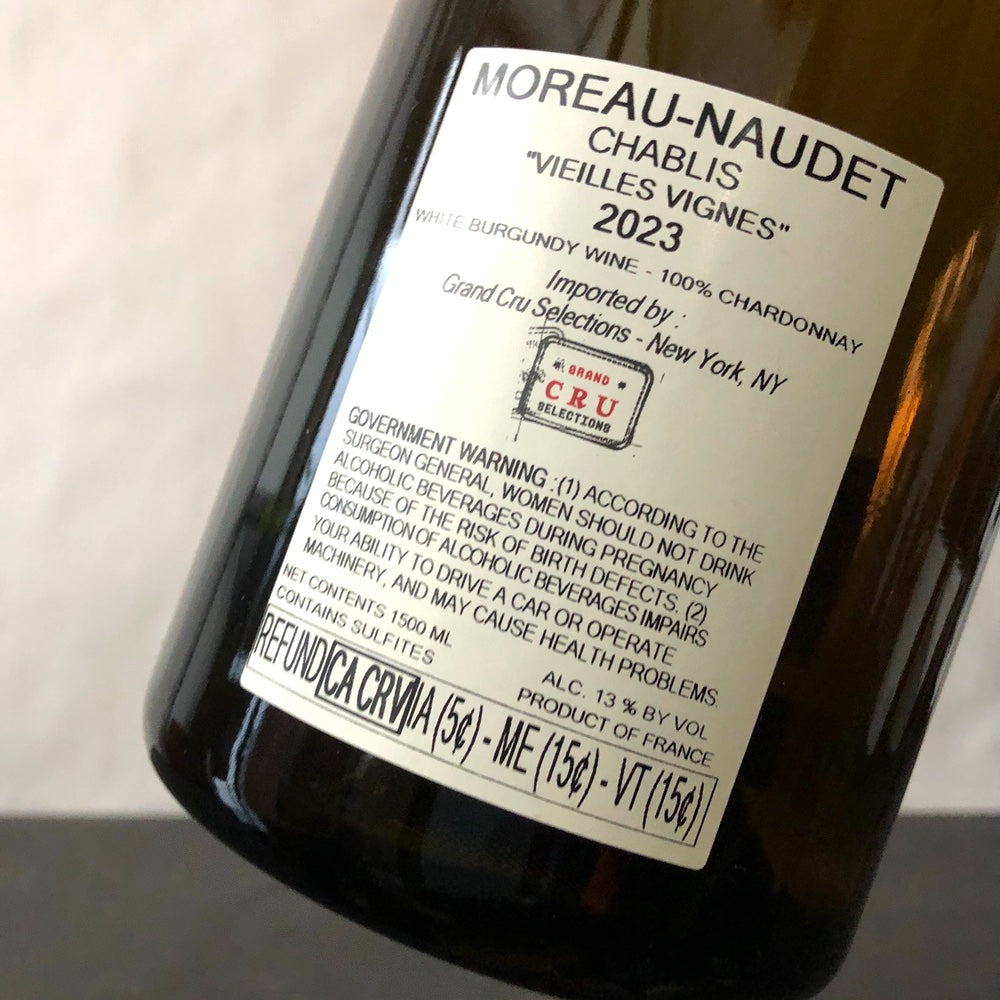 MOREAU-NAUDET
CHABLIS
"VIEILLES VIGNES"
2023
WHITE BURGUNDY WINE - 100% CHARDONNAY
Imported by :
Grand Cru Selections - New York, NY
GRAND
CRU
SELECTIONS
GOVERNMENT WARNING :(1) ACCORDING TO THE
SURGEON GENERAL, WOMEN SHOULD NOT DRINK
ALCOHOLIC BEVERAGES DURING PREGNANCY
BECAUSE OF THE RISK OF BIRTH DEFECTS. (2)
CONSUMPTION OF ALCOHOLIC BEVERAGES IMPAIRS
YOUR ABILITY TO DRIVE A CAR OR OPERATE
MACHINERY, AND MAY CAUSE HEALTH PROBLEMS.
NET CONTENTS 1500 ML
ALC. 13 % BY VOL
CONTAINS SULFITES
PRODUCT OF FRANCE
REFUND CA CRV IA (5¢) - ME (15¢) - VT (15¢)